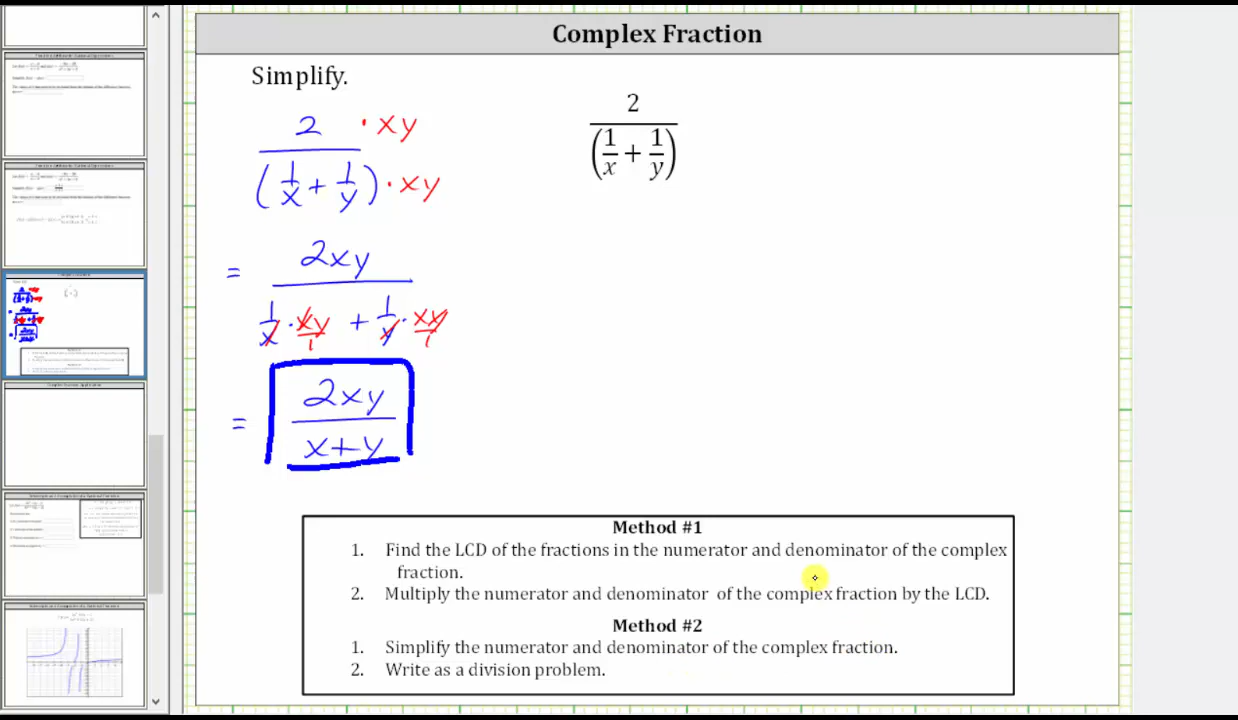 Complex Fraction
Simplify.
2 · xy
(1/x + 1/y) · xy
2
(1/x + 1/y)
= 2xy
1/x · xy/1 + 1/y · xy/1
= 2xy
x+y
Method #1
1. Find the LCD of the fractions in the numerator and denominator of the complex
fraction.
2. Multiply the numerator and denominator of the complex fraction by the LCD.
Method #2
1. Simplify the numerator and denominator of the complex fraction.
2. Write as a division problem.